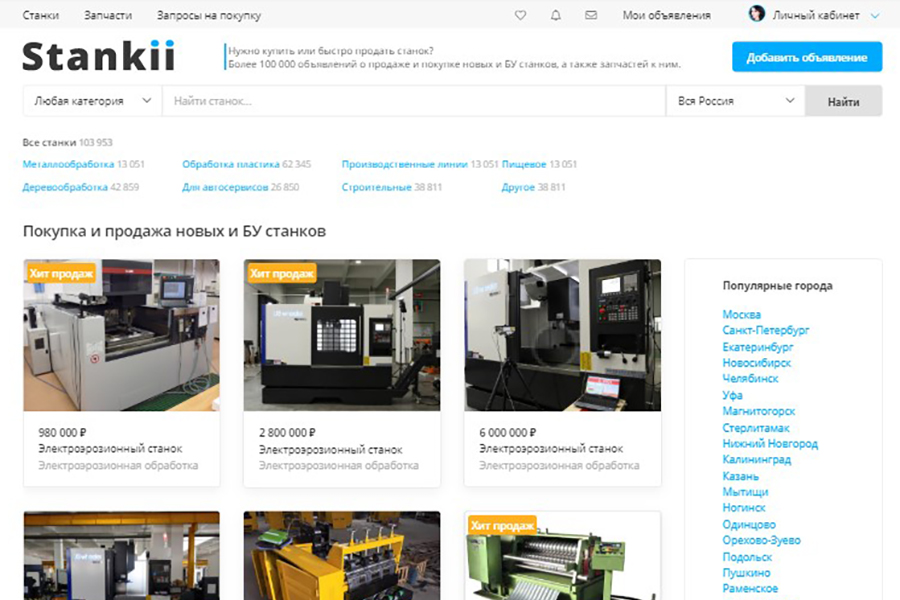 Станки Запчасти Запросы на покупку Мои объявления Личный кабинет
Stankii
Нужно купить или быстро продать станок?
Более 100 000 объявлений о продаже и покупке новых и БУ станков, а также запчастей к ним.
Добавить объявление
Любая категория Найти станок... Вся Россия Найти
Все станки 103 953
Металлообработка 13 051 Обработка пластика 62 345 Производственные линии 13 051 Пищевое 13 051
Деревообработка 42 859 Для автосервисов 26 850 Строительные 38 811 Другое 38 811
Покупка и продажа новых и БУ станков
Хит продаж Хит продаж
980 000 ₽ 2 800 000 ₽ 6 000 000 ₽
Электроэрозионный станок Электроэрозионный станок Электроэрозионный станок
Электроэрозионная обработка Электроэрозионная обработка Электроэрозионная обработка
Хит продаж
Популярные города
Москва
Санкт-Петербург
Екатеринбург
Новосибирск
Челябинск
Уфа
Магнитогорск
Стерлитамак
Нижний Новгород
Калининград
Казань
Мытищи
Ногинск
Одинцово
Орехово-Зуево
Подольск
Пушкино
Раменское